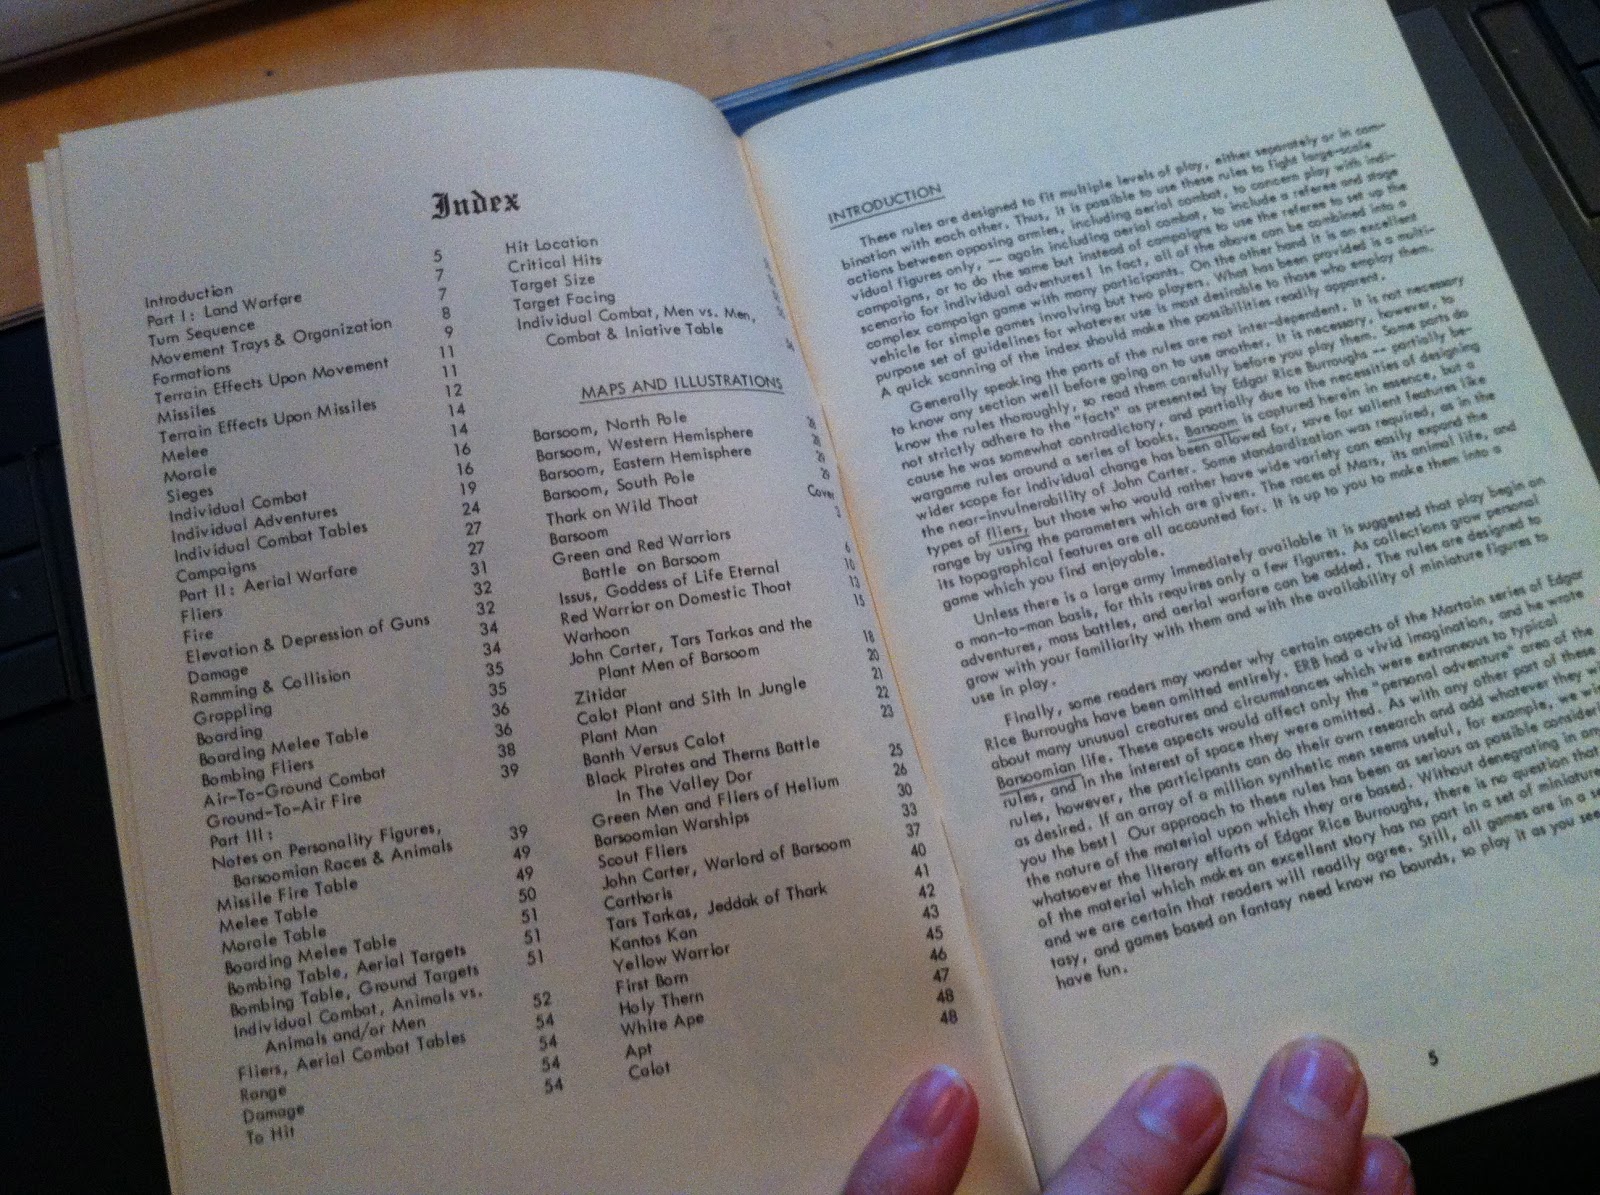 Index
Introduction 5
Part I: Land Warfare 7
Turn Sequence 7
Movement Trays & Organization 8
Formations 9
Terrain Effects Upon Movement 11
Missiles 11
Terrain Effects Upon Missiles 12
Melee 14
Morale 14
Sieges 16
Individual Combat 16
Individual Adventures 19
Individual Combat Tables 24
Campaigns 27
Part II: Aerial Warfare 27
Fliers 31
Fire 32
Elevation & Depression of Guns 32
Damage 34
Ramming & Collision 34
Grappling 35
Boarding 35
Boarding Melee Table 36
Bombing Fliers 36
Air-To-Ground Combat 38
Ground-To-Air Fire 39
Part III:
Notes on Personality Figures,
Barsoomian Races & Animals 39
Missile Fire Table 49
Melee Table 49
Morale Table 50
Boarding Melee Table 51
Bombing Table, Aerial Targets 51
Bombing Table, Ground Targets 51
Individual Combat, Animals vs.
Animals and/or Men 52
Fliers, Aerial Combat Tables 54
Range 54
Damage 54
To Hit 54
Hit Location
Critical Hits
Target Size
Target Facing
Individual Combat, Men vs. Men,
Combat & Iniative Table
MAPS AND ILLUSTRATIONS
Barsoom, North Pole 28
Barsoom, Western Hemisphere 28
Barsoom, Eastern Hemisphere 29
Barsoom, South Pole 29
Thark on Wild Thoat Cover
Barsoom 3
Green and Red Warriors
Battle on Barsoom 6
Issus, Goddess of Life Eternal 10
Red Warrior on Domestic Thoat 13
Warhoon 15
John Carter, Tars Tarkas and the
Plant Men of Barsoom 18
Zitidar 20
Calot Plant and Sith In Jungle 21
Plant Man 22
Banth Versus Calot 23
Black Pirates and Therns Battle
In The Valley Dor 25
Green Men and Fliers of Helium 26
Barsoomian Warships 30
Scout Fliers 33
John Carter, Warlord of Barsoom 37
Carthoris 40
Tars Tarkas, Jeddak of Thark 41
Kantos Kan 42
Yellow Warrior 43
First Born 45
Holy Thern 46
White Ape 47
Apt 48
Calot 48
INTRODUCTION
These rules are designed to fit multiple levels of play, either separately or in com-
bination with each other. Thus, it is possible to use these rules to fight large-scale
actions between opposing armies, including aerial combat, to concern play with indi-
vidual figures only, -- again including aerial combat, to include a referee and stage
campaigns, or to do the same but instead of campaigns to use the referee to set up the
scenario for individual adventures! In fact, all of the above can be combined into a
complex campaign game with many participants. On the other hand it is an excellent
vehicle for simple games involving but two players. What has been provided is a multi-
purpose set of guidelines for whatever use is most desirable to those who employ them.
A quick scanning of the index should make the possibilities readily apparent.
Generally speaking the parts of the rules are not inter-dependent. It is not necessary
to know any section well before going on to use another. It is necessary, however, to
know the rules thoroughly, so read them carefully before you play them. Some parts do
not strictly adhere to the "facts" as presented by Edgar Rice Burroughs -- partially be-
cause he was somewhat contradictory, and partially due to the necessities of designing
wargame rules around a series of books. Barsoom is captured herein in essence, but a
wider scope for individual change has been allowed for, save for salient features like
the near-invulnerability of John Carter. Some standardization was required, as in the
types of fliers, but those who would rather have wide variety can easily expand the
range by using the parameters which are given. The races of Mars, its animal life, and
its topographical features are all accounted for. It is up to you to make them into a
game which you find enjoyable.
Unless there is a large army immediately available it is suggested that play begin on
a man-to-man basis, for this requires only a few figures. As collections grow personal
adventures, mass battles, and aerial warfare can be added. The rules are designed to
grow with your familiarity with them and with the availability of miniature figures to
use in play.
Finally, some readers may wonder why certain aspects of the Martain series of Edgar
Rice Burroughs have been omitted entirely. ERB had a vivid imagination, and he wrote
about many unusual creatures and circumstances which were extraneous to typical
Barsoomian life. These aspects would affect only the "personal adventure" area of the
rules, and in the interest of space they were omitted. As with any other part of these
rules, however, the participants can do their own research and add whatever they wi
as desired. If an array of a million synthetic men seems useful, for example, we wi
you the best! Our approach to these rules has been as serious as possible consideri
the nature of the material upon which they are based. Without denegrating in an
whatsoever the literary efforts of Edgar Rice Burroughs, there is no question that
of the material which makes an excellent story has no part in a set of miniature
and we are certain that readers will readily agree. Still, all games are in a se
tasy, and games based on fantasy need know no bounds, so play it as you see
have fun.
5